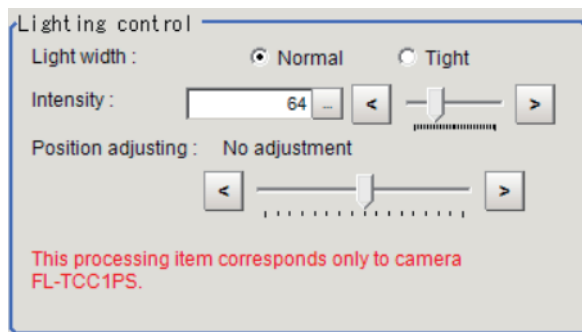 Lighting control
Light width : Normal Tight
Intensity : 64 ... < >
Position adjusting : No adjustment
< >
This processing item corresponds only to camera
FL-TCC1PS.